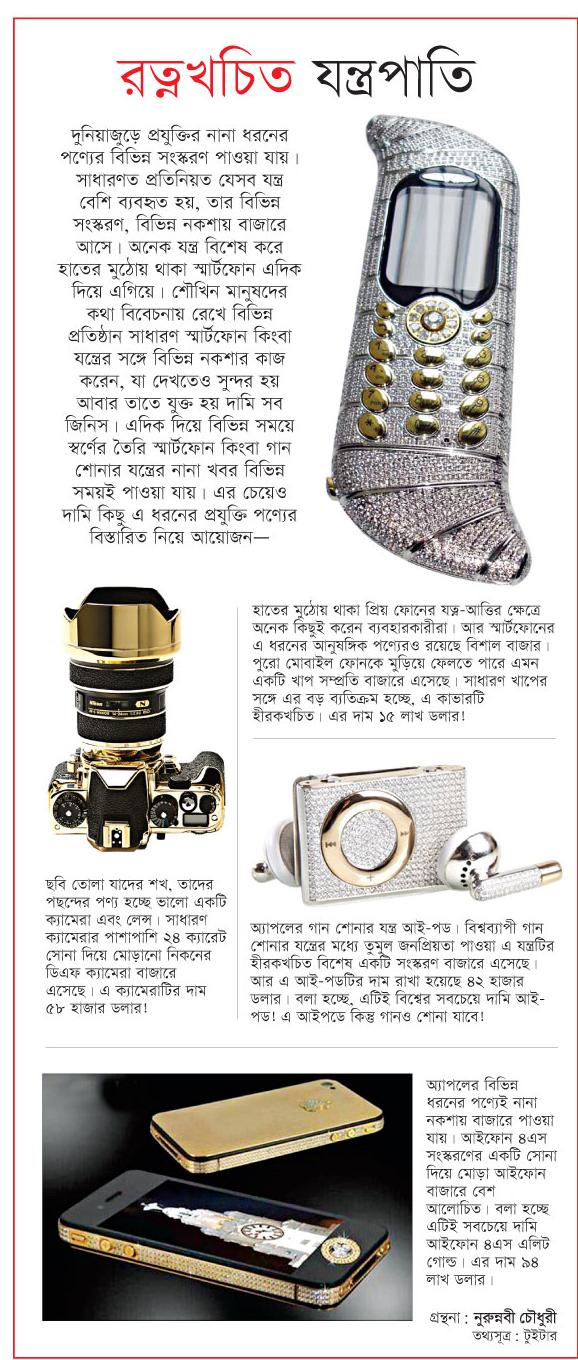 রত্নখচিত যন্ত্রপাতি
দুনিয়াজুড়ে প্রযুক্তির নানা ধরনের
পণ্যের বিভিন্ন সংস্করণ পাওয়া যায়।
সাধারণত প্রতিনিয়ত যেসব যন্ত্র
বেশি ব্যবহৃত হয়, তার বিভিন্ন
সংস্করণ, বিভিন্ন নকশায় বাজারে
আসে। অনেক যন্ত্র বিশেষ করে
হাতের মুঠোয় থাকা স্মার্টফোন এদিক
দিয়ে এগিয়ে। শৌখিন মানুষদের
কথা বিবেচনায় রেখে বিভিন্ন
প্রতিষ্ঠান সাধারণ স্মার্টফোন কিংবা
যন্ত্রের সঙ্গে বিভিন্ন নকশার কাজ
করেন, যা দেখতেও সুন্দর হয়
আবার তাতে যুক্ত হয় দামি সব
জিনিস। এদিক দিয়ে বিভিন্ন সময়ে
স্বর্ণের তৈরি স্মার্টফোন কিংবা গান
শোনার যন্ত্রের নানা খবর বিভিন্ন
সময়ই পাওয়া যায়। এর চেয়েও
দামি কিছু এ ধরনের প্রযুক্তি পণ্যের
বিস্তারিত নিয়ে আয়োজন—
হাতের মুঠোয় থাকা প্রিয় ফোনের যত্ন-আত্তির ক্ষেত্রে
অনেক কিছুই করেন ব্যবহারকারীরা। আর স্মার্টফোনের
এ ধরনের আনুষঙ্গিক পণ্যেরও রয়েছে বিশাল বাজার।
পুরো মোবাইল ফোনকে মুড়িয়ে ফেলতে পারে এমন
একটি খাপ সম্প্রতি বাজারে এসেছে। সাধারণ খাপের
সঙ্গে এর বড় ব্যতিক্রম হচ্ছে, এ কাভারটি
হীরকখচিত। এর দাম ১৫ লাখ ডলার!
Nikon
N
ছবি তোলা যাদের শখ, তাদের
পছন্দের পণ্য হচ্ছে ভালো একটি
ক্যামেরা এবং লেন্স। সাধারণ
ক্যামেরার পাশাপাশি ২৪ ক্যারেট
সোনা দিয়ে মোড়ানো নিকনের
ডিএফ ক্যামেরা বাজারে
এসেছে। এ ক্যামেরাটির দাম
৫৮ হাজার ডলার!
অ্যাপলের গান শোনার যন্ত্র আই-পড। বিশ্বব্যাপী গান
শোনার যন্ত্রের মধ্যে তুমুল জনপ্রিয়তা পাওয়া এ যন্ত্রটির
হীরকখচিত বিশেষ একটি সংস্করণ বাজারে এসেছে।
আর এ আই-পডটির দাম রাখা হয়েছে ৪২ হাজার
ডলার। বলা হচ্ছে, এটিই বিশ্বের সবচেয়ে দামি আই-
পড! এ আইপডে কিন্তু গানও শোনা যাবে!
অ্যাপলের বিভিন্ন
ধরনের পণ্যেই নানা
নকশায় বাজারে পাওয়া
যায়। আইফোন ৪এস
সংস্করণের একটি সোনা
দিয়ে মোড়া আইফোন
বাজারে বেশ
আলোচিত। বলা হচ্ছে
এটিই সবচেয়ে দামি
আইফোন ৪এস এলিট
গোল্ড। এর দাম ৯৪
লাখ ডলার।
গ্রন্থনা : নুরুন্নবী চৌধুরী
তথ্যসূত্র : টুইটার